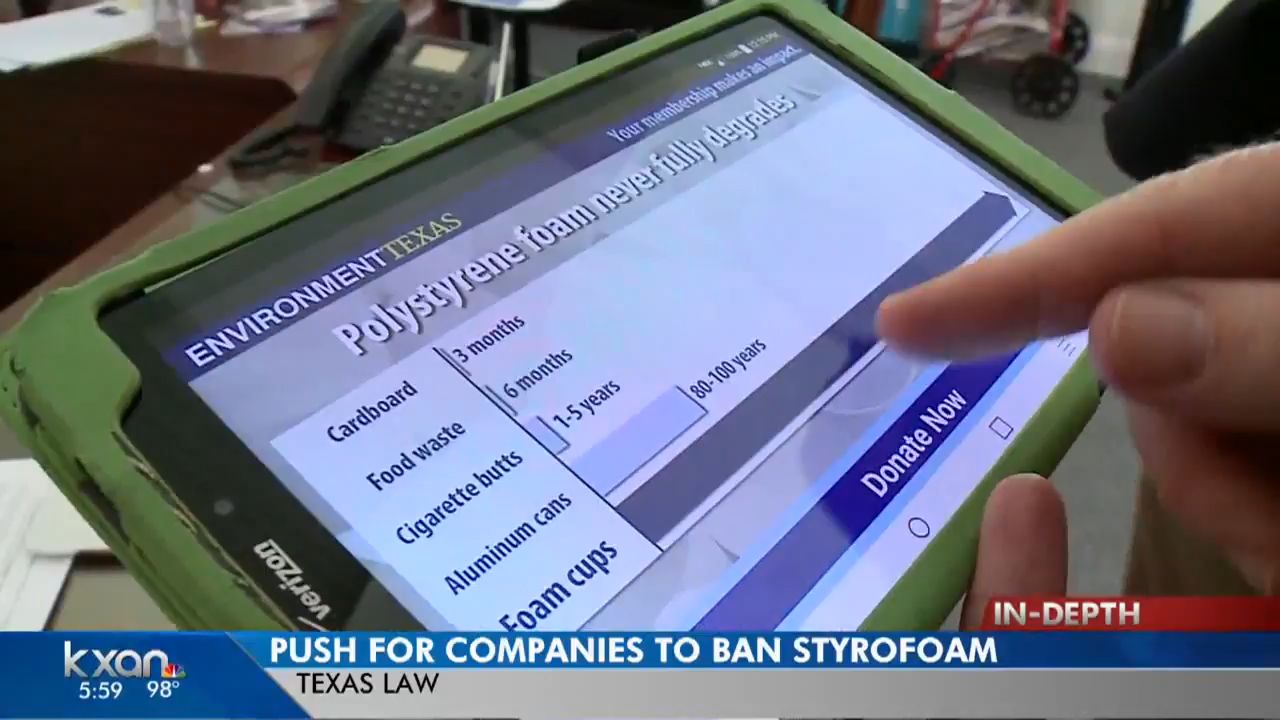 Your membership makes an impact.
ENVIRONMENTTEXAS
Polystyrene foam never fully degrades
Cardboard
3 months
Food waste
6 months
Cigarette butts
1-5 years
Aluminum cans
80-100 years
Foam cups
Donate Now
verizon
IN-DEPTH
kxan
PUSH FOR COMPANIES TO BAN STYROFOAM
5:59 98°
TEXAS LAW